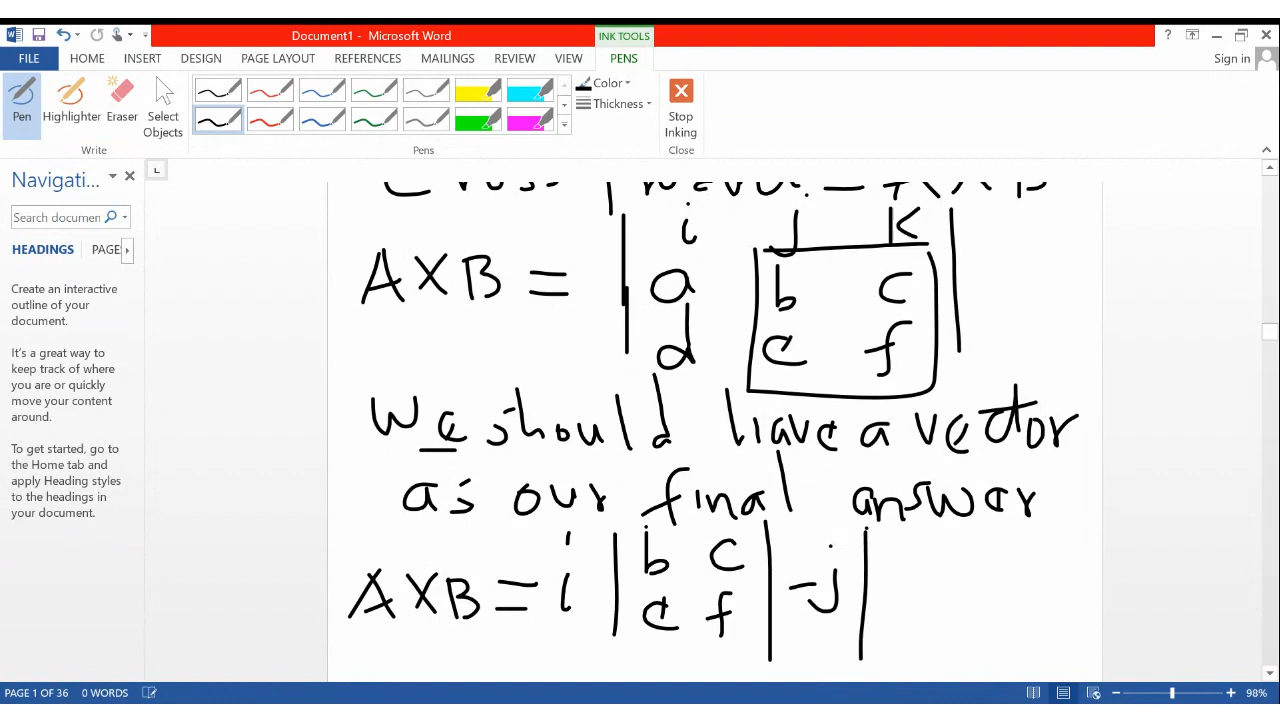 Document1 - Microsoft Word
INK TOOLS
?
FILE HOME INSERT DESIGN PAGE LAYOUT REFERENCES MAILINGS REVIEW VIEW PENS Sign in
Pen Highlighter Eraser Select Objects
Color
Thickness
Stop Inking
Write Pens Close
Navigati...
Search documen
HEADINGS PAGE
Create an interactive
outline of your
document.
It's a great way to
keep track of where
you are or quickly
move your content
around.
To get started, go to
the Home tab and
apply Heading styles
to the headings in
your document.
i j K
AXB = | a b c |
d e f
We should have a vector
as our final answer
b c
AXB = i | | -j |
e f
PAGE 1 OF 36 0 WORDS 98%